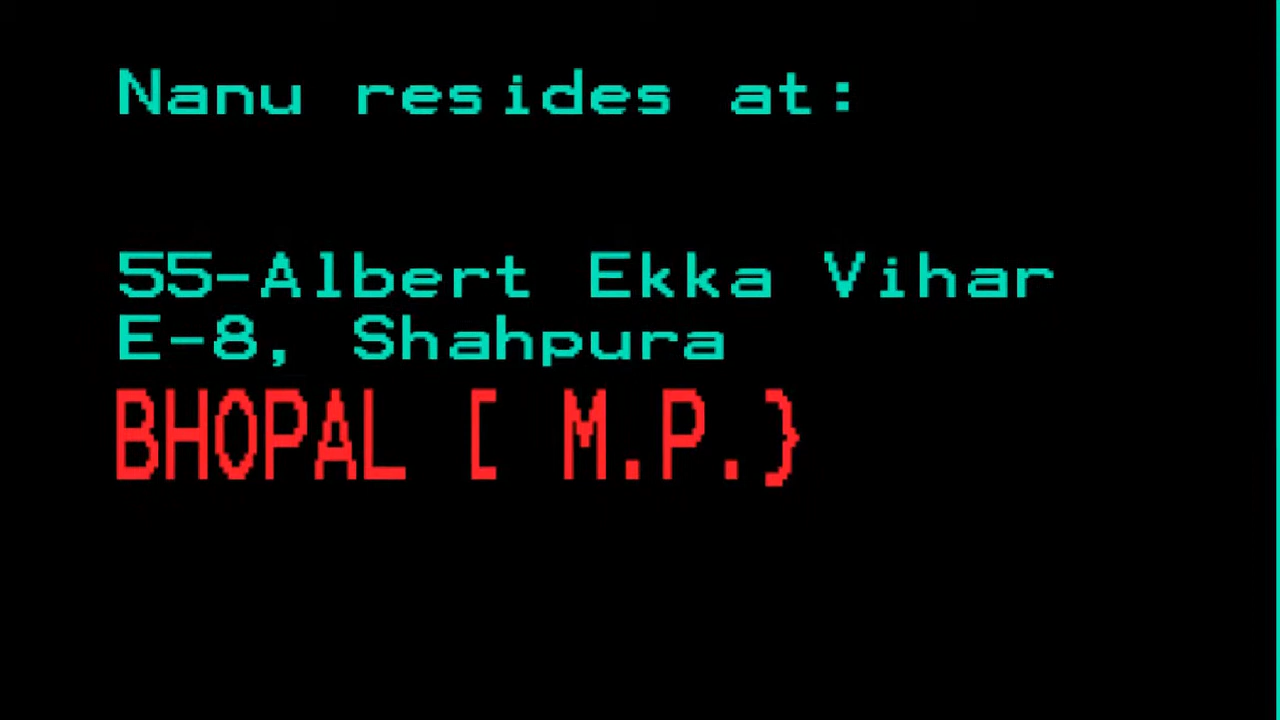 Nanu resides at:
55-Albert Ekka Vihar
E-8, Shahpura
BHOPAL [ M.P.}